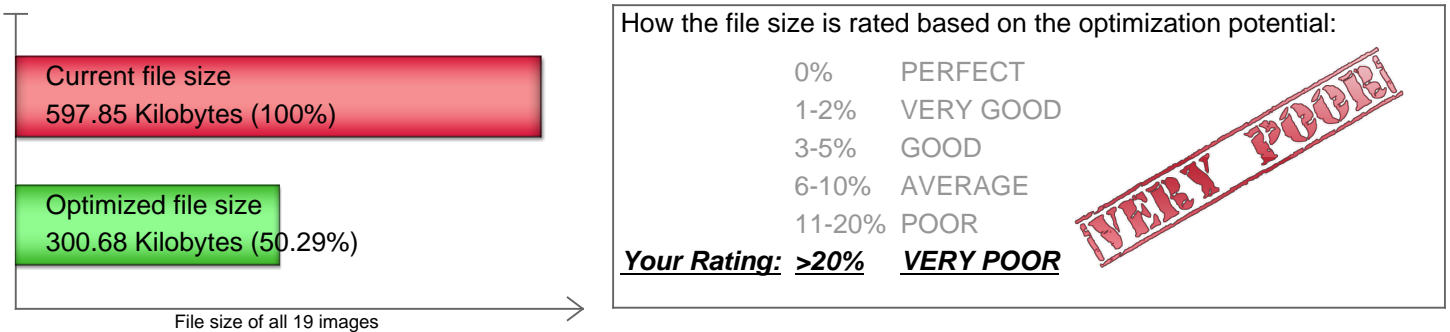 Current file size
597.85 Kilobytes (100%)
Optimized file size
300.68 Kilobytes (50.29%)
File size of all 19 images
How the file size is rated based on the optimization potential:
0% PERFECT
1-2% VERY GOOD
3-5% GOOD
6-10% AVERAGE
11-20% POOR
Your Rating: >20% VERY POOR
VERY POOR